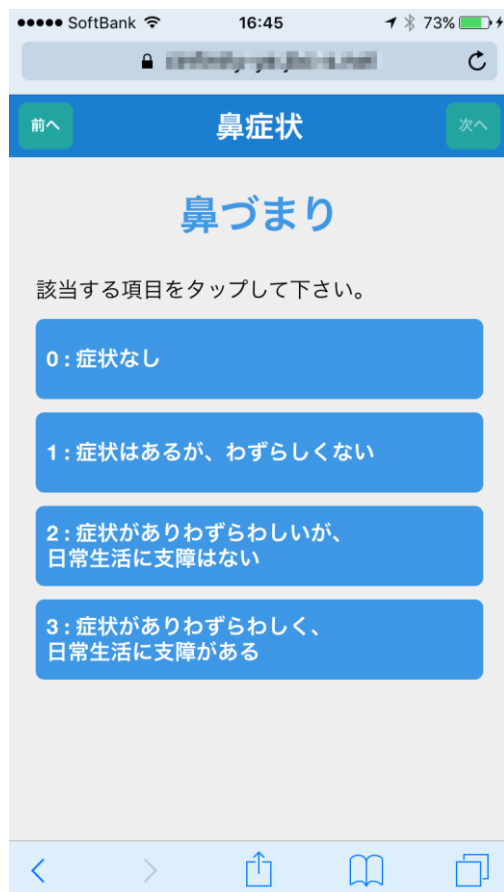 SoftBank 16:45 73%
前へ 鼻症状 次へ
鼻づまり
該当する項目をタップして下さい。
0 : 症状なし
1 : 症状はあるが、わずらしくない
2 : 症状がありわずらわしいが、
日常生活に支障はない
3 : 症状がありわずらわしく、
日常生活に支障がある